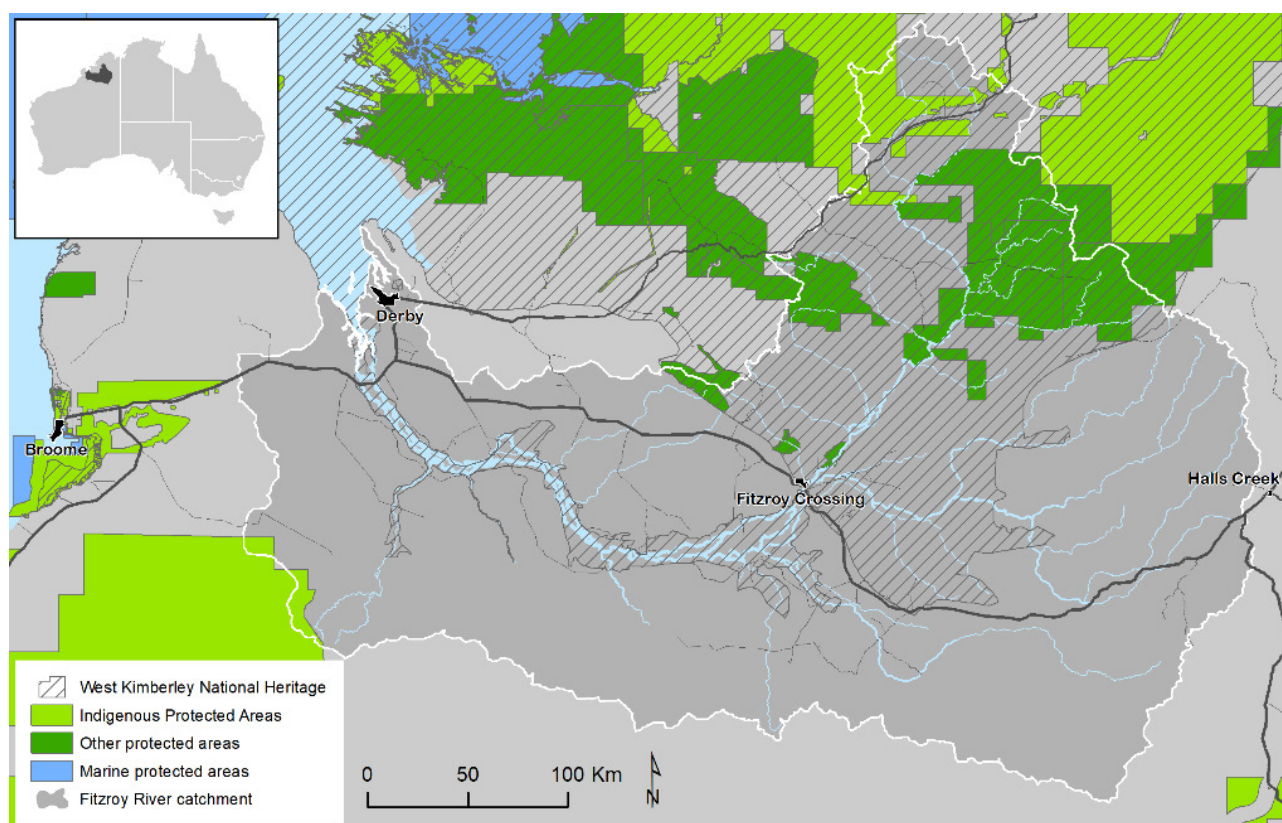 Derby
Broome
Fitzroy Crossing
Halls Creek
West Kimberley National Heritage
Indigenous Protected Areas
Other protected areas
Marine protected areas
Fitzroy River catchment
0 50 100 Km
N